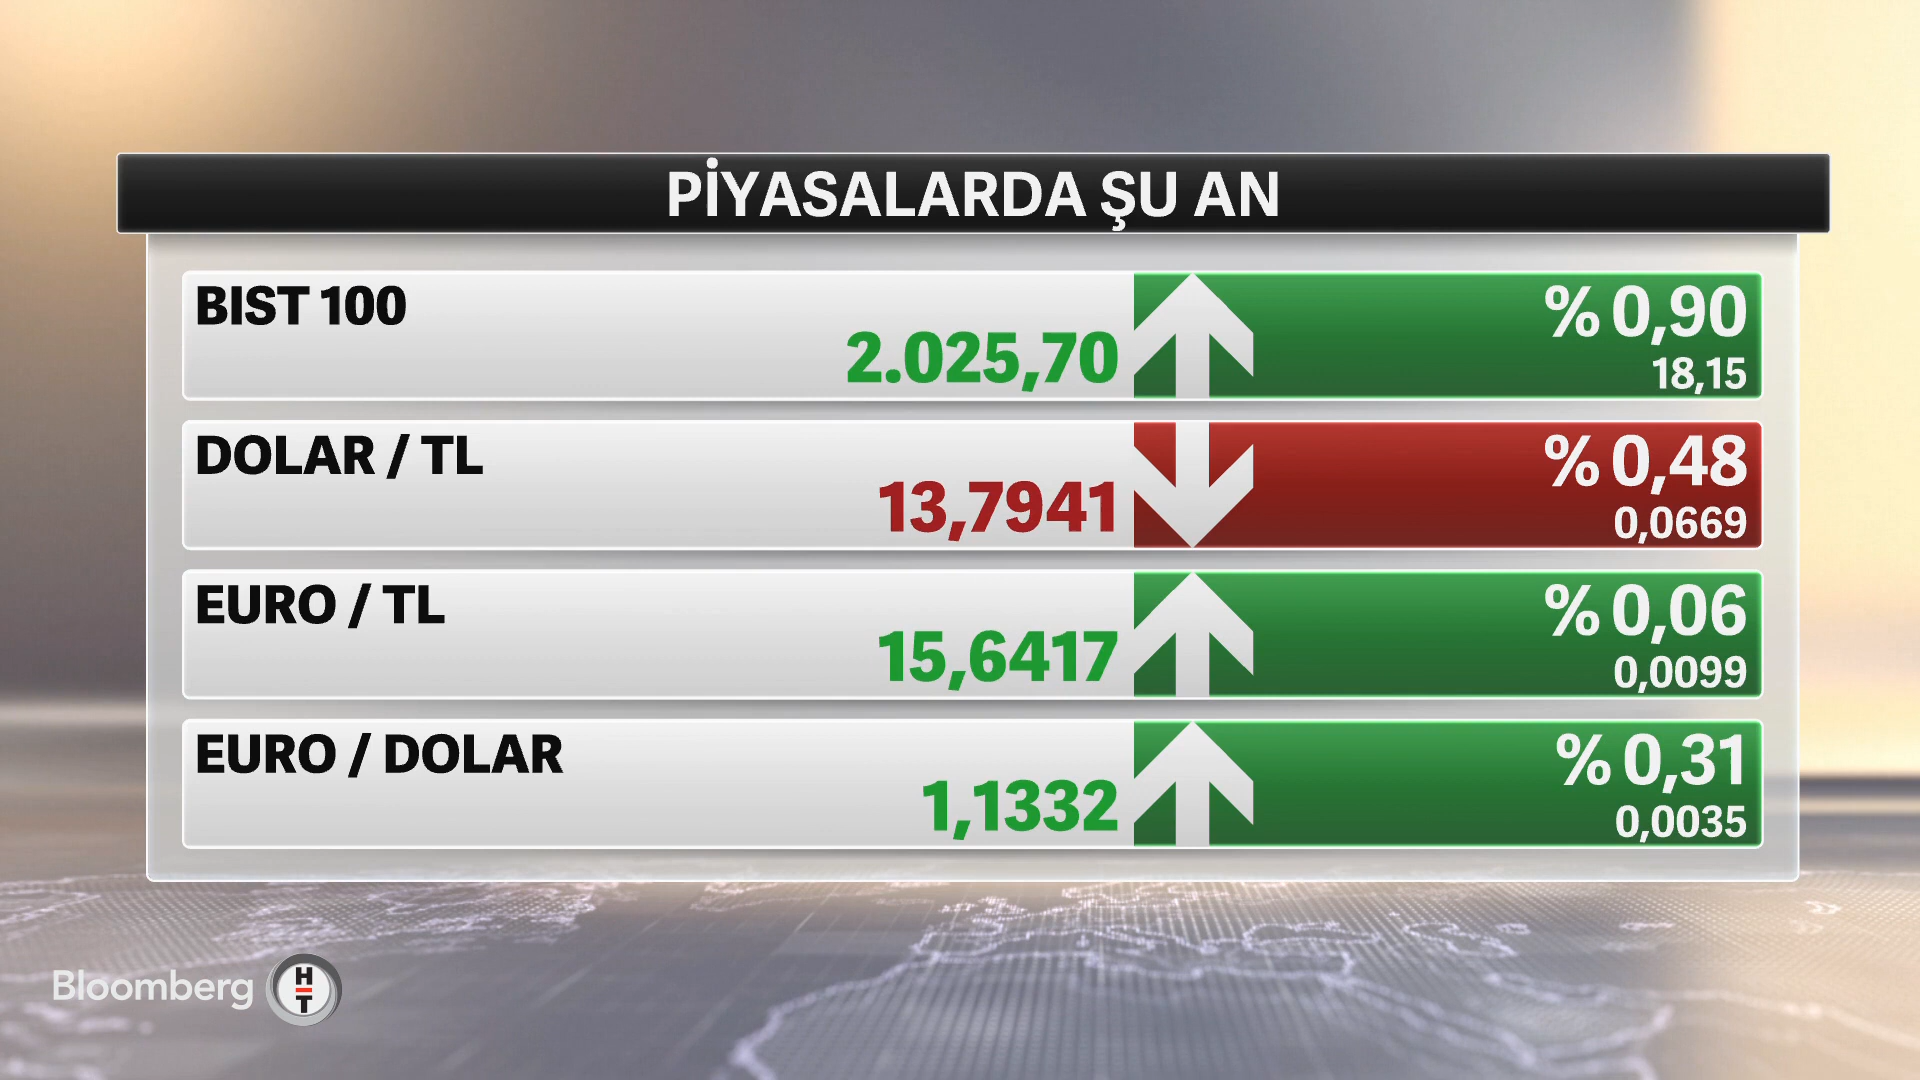 PİYASALARDA ŞU AN
BIST 100
2.025,70
% 0,90
18,15
DOLAR / TL
13,7941
% 0,48
0,0669
EURO / TL
15,6417
% 0,06
0,0099
EURO / DOLAR
1,1332
% 0,31
0,0035
Bloomberg HT